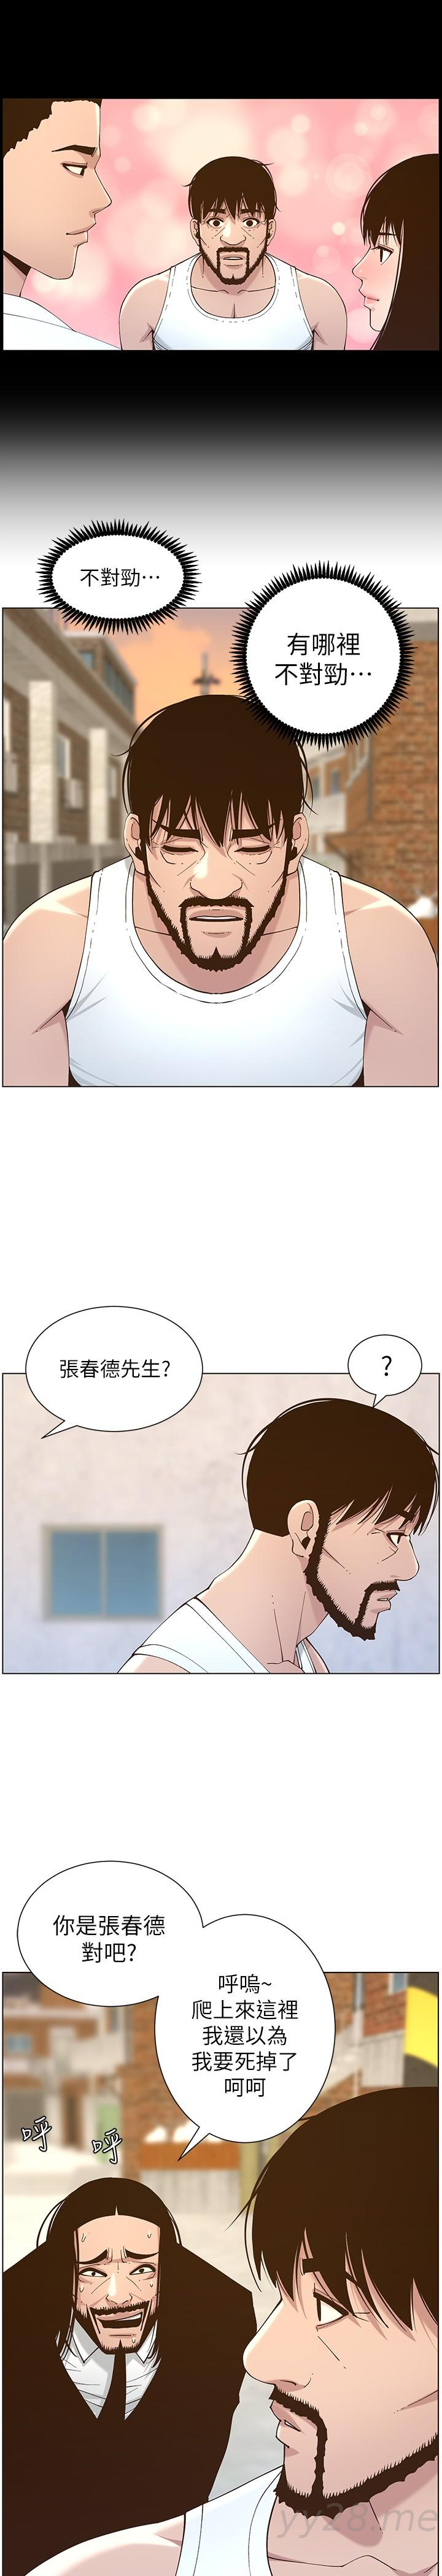 不對勁⋯
有哪裡
不對勁⋯
張春德先生?
?
你是張春德
對吧?
呼嗚~
爬上來這裡
我還以為
我要死掉了
呵呵
呼
呼
yy28.me